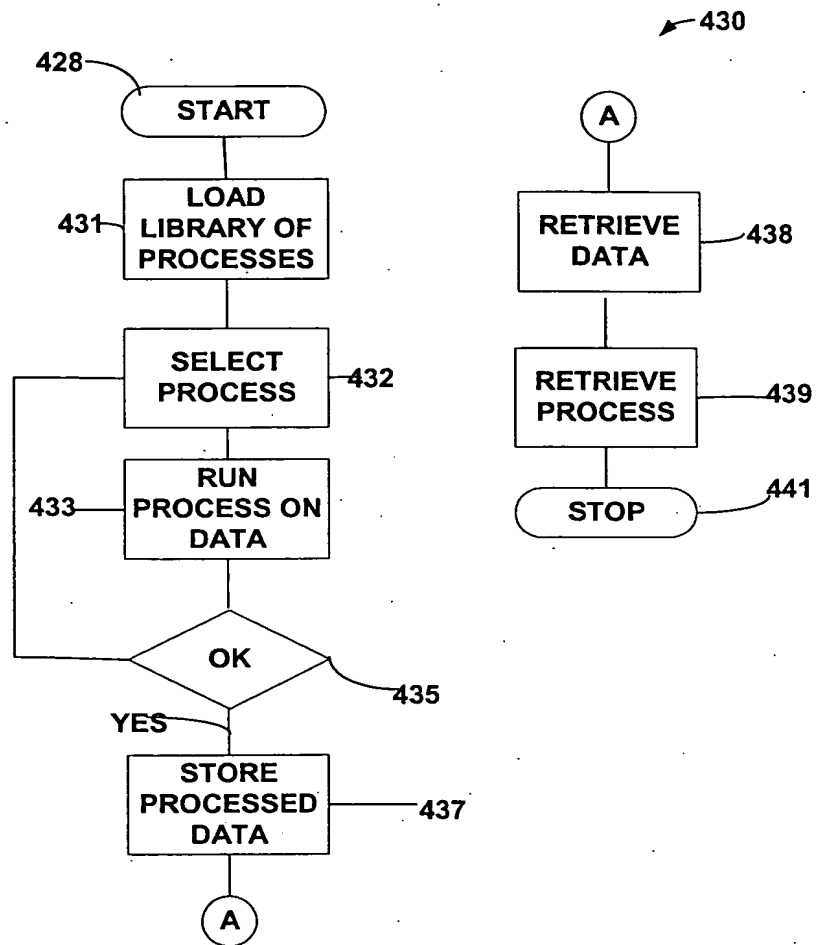 430
428
START
431
LOAD
LIBRARY OF
PROCESSES
SELECT
PROCESS
432
433
RUN
PROCESS ON
DATA
OK
435
YES
STORE
PROCESSED
DATA
437
A
A
RETRIEVE
DATA
438
RETRIEVE
PROCESS
439
STOP
441